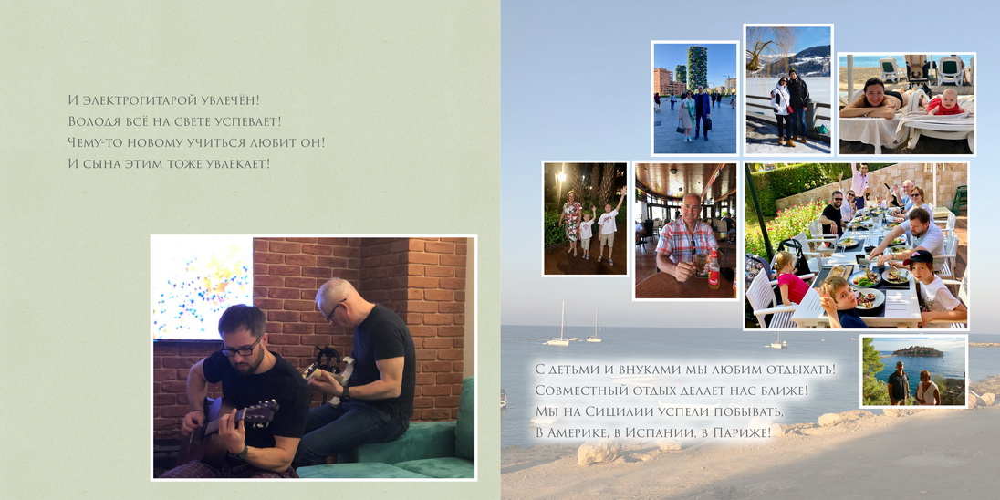 И электрогитарой увлечён!
Володя всё на свете успевает!
Чему-то новому учиться любит он!
И сына этим тоже увлекает!
С детьми и внуками мы любим отдыхать!
Совместный отдых делает нас ближе!
Мы на Сицилии успели побывать,
В Америке, в Испании, в Париже!